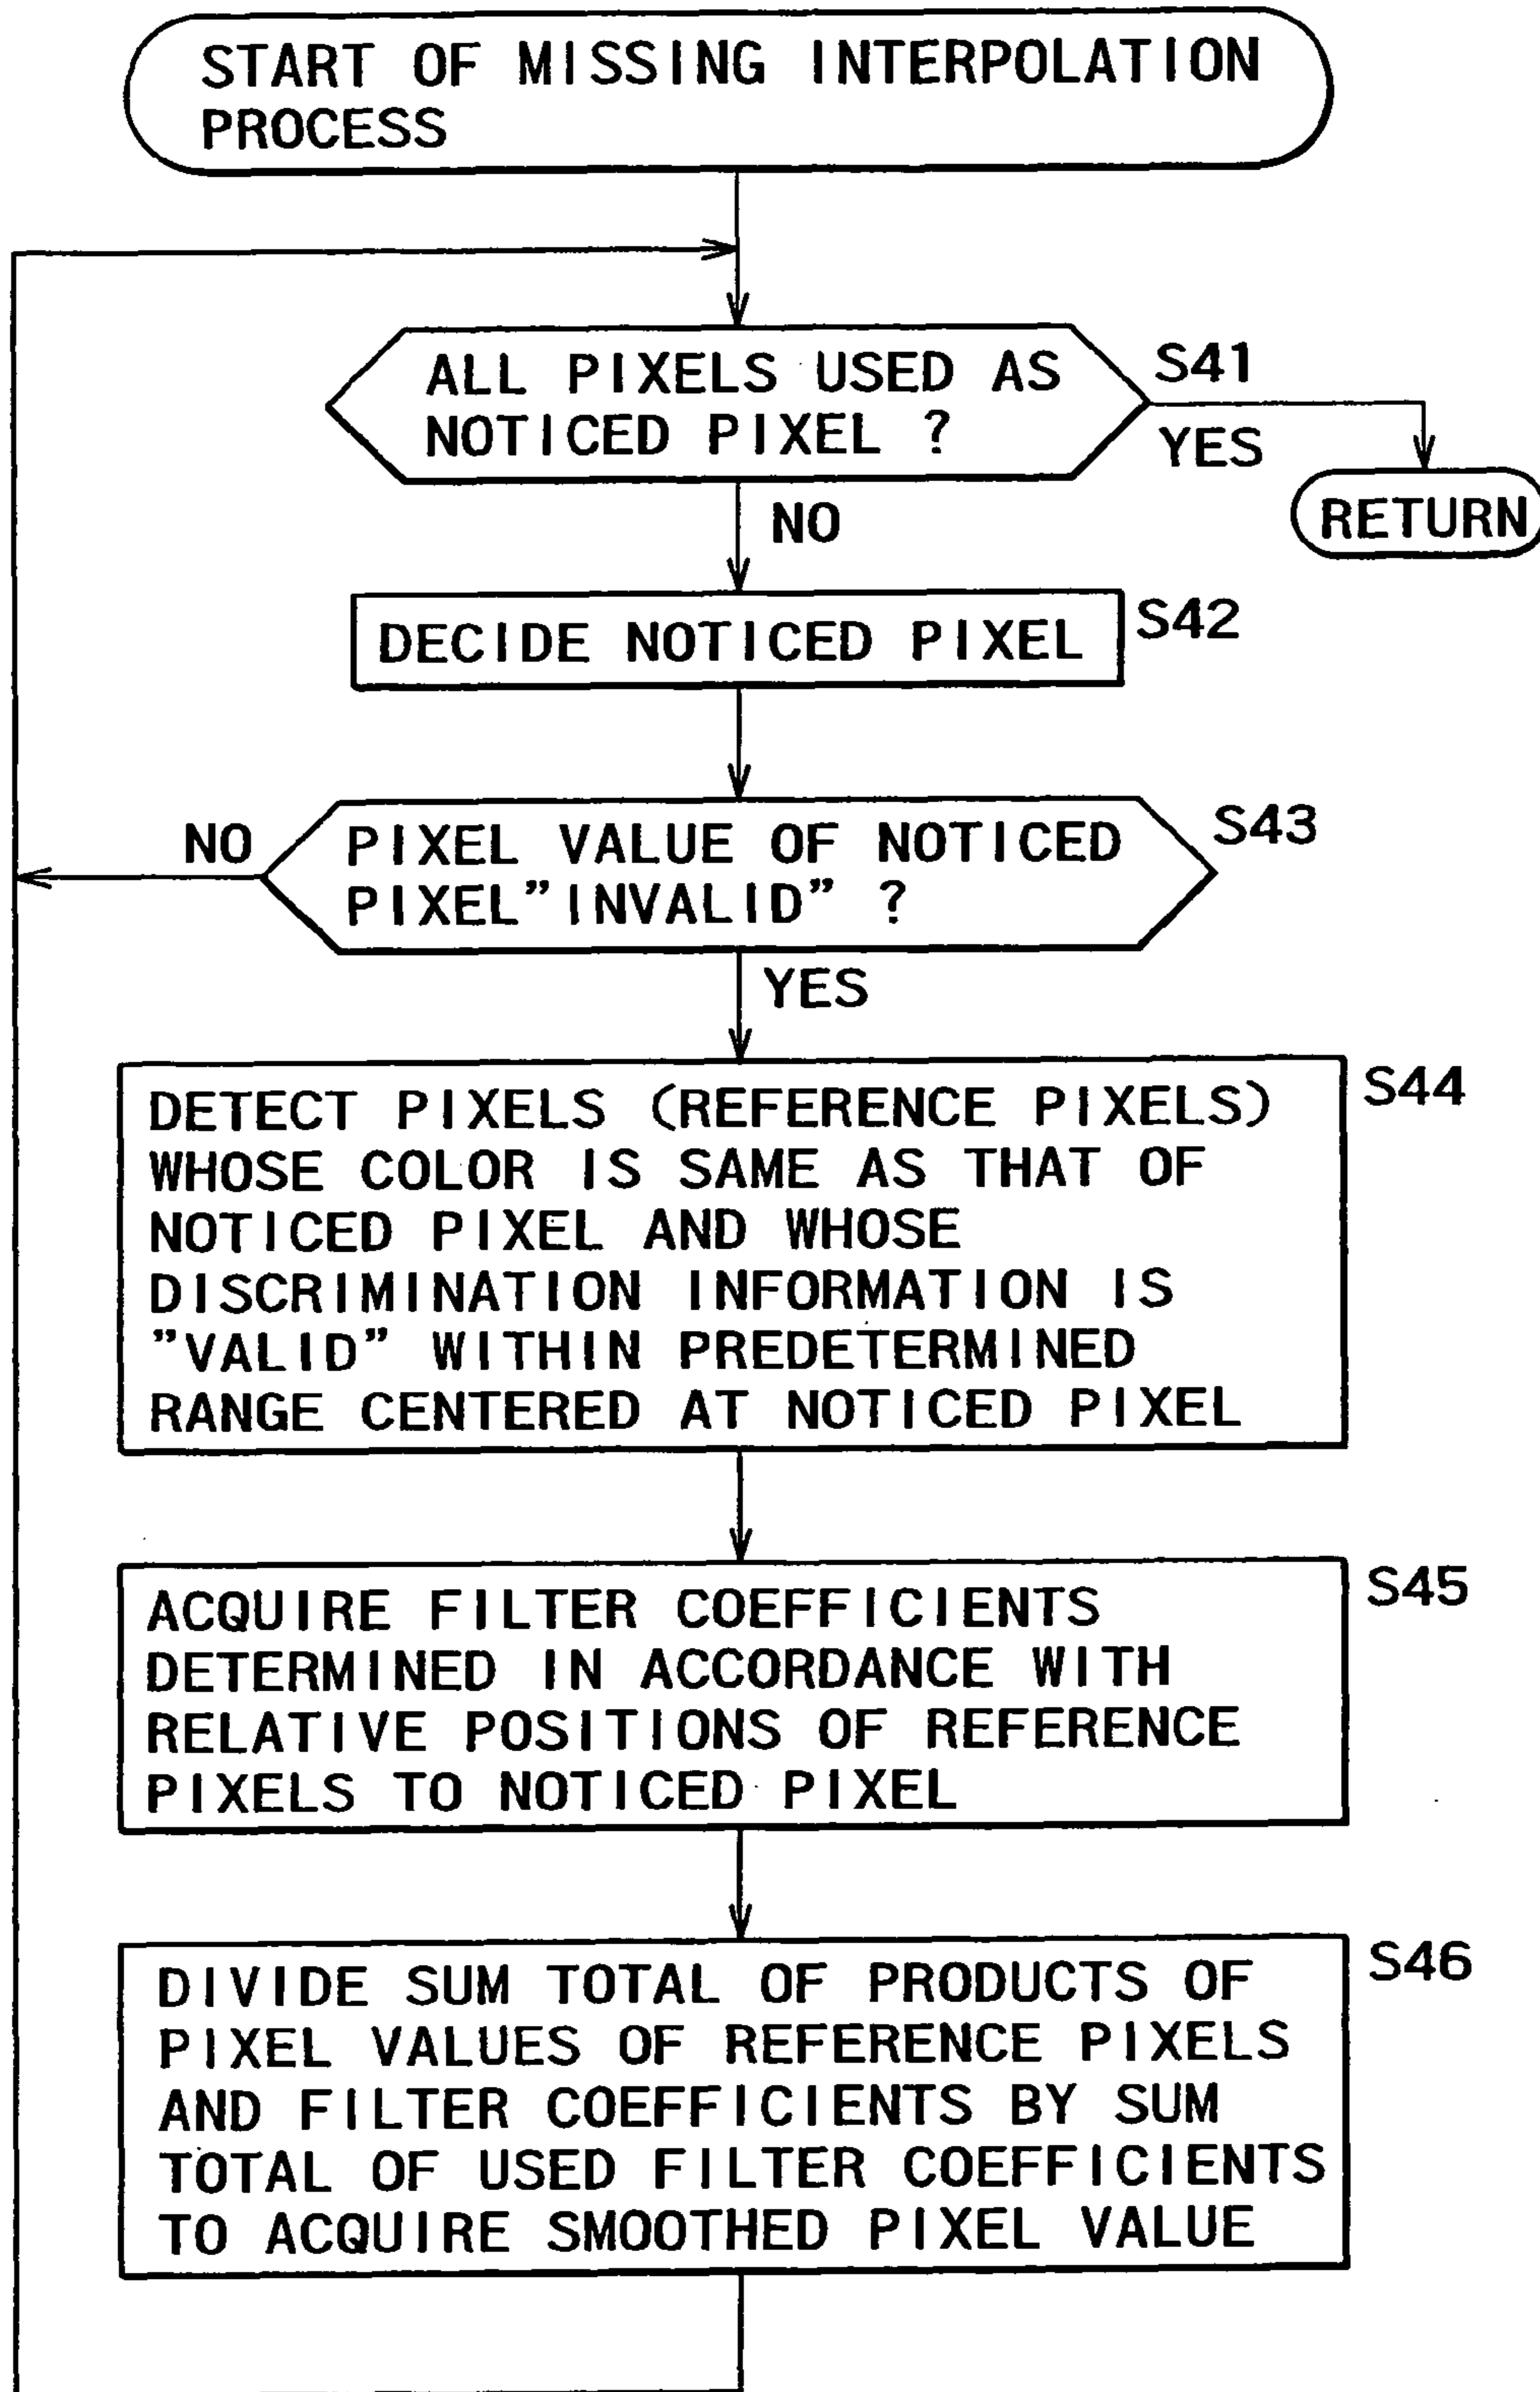 START OF MISSING INTERPOLATION
PROCESS
ALL PIXELS USED AS
NOTICED PIXEL ?
S41
YES
RETURN
NO
DECIDE NOTICED PIXEL
S42
NO
PIXEL VALUE OF NOTICED
PIXEL”INVALID” ?
S43
YES
DETECT PIXELS (REFERENCE PIXELS)
WHOSE COLOR IS SAME AS THAT OF
NOTICED PIXEL AND WHOSE
DISCRIMINATION INFORMATION IS
”VALID” WITHIN PREDETERMINED
RANGE CENTERED AT NOTICED PIXEL
S44
ACQUIRE FILTER COEFFICIENTS
DETERMINED IN ACCORDANCE WITH
RELATIVE POSITIONS OF REFERENCE
PIXELS TO NOTICED PIXEL
S45
DIVIDE SUM TOTAL OF PRODUCTS OF
PIXEL VALUES OF REFERENCE PIXELS
AND FILTER COEFFICIENTS BY SUM
TOTAL OF USED FILTER COEFFICIENTS
TO ACQUIRE SMOOTHED PIXEL VALUE
S46